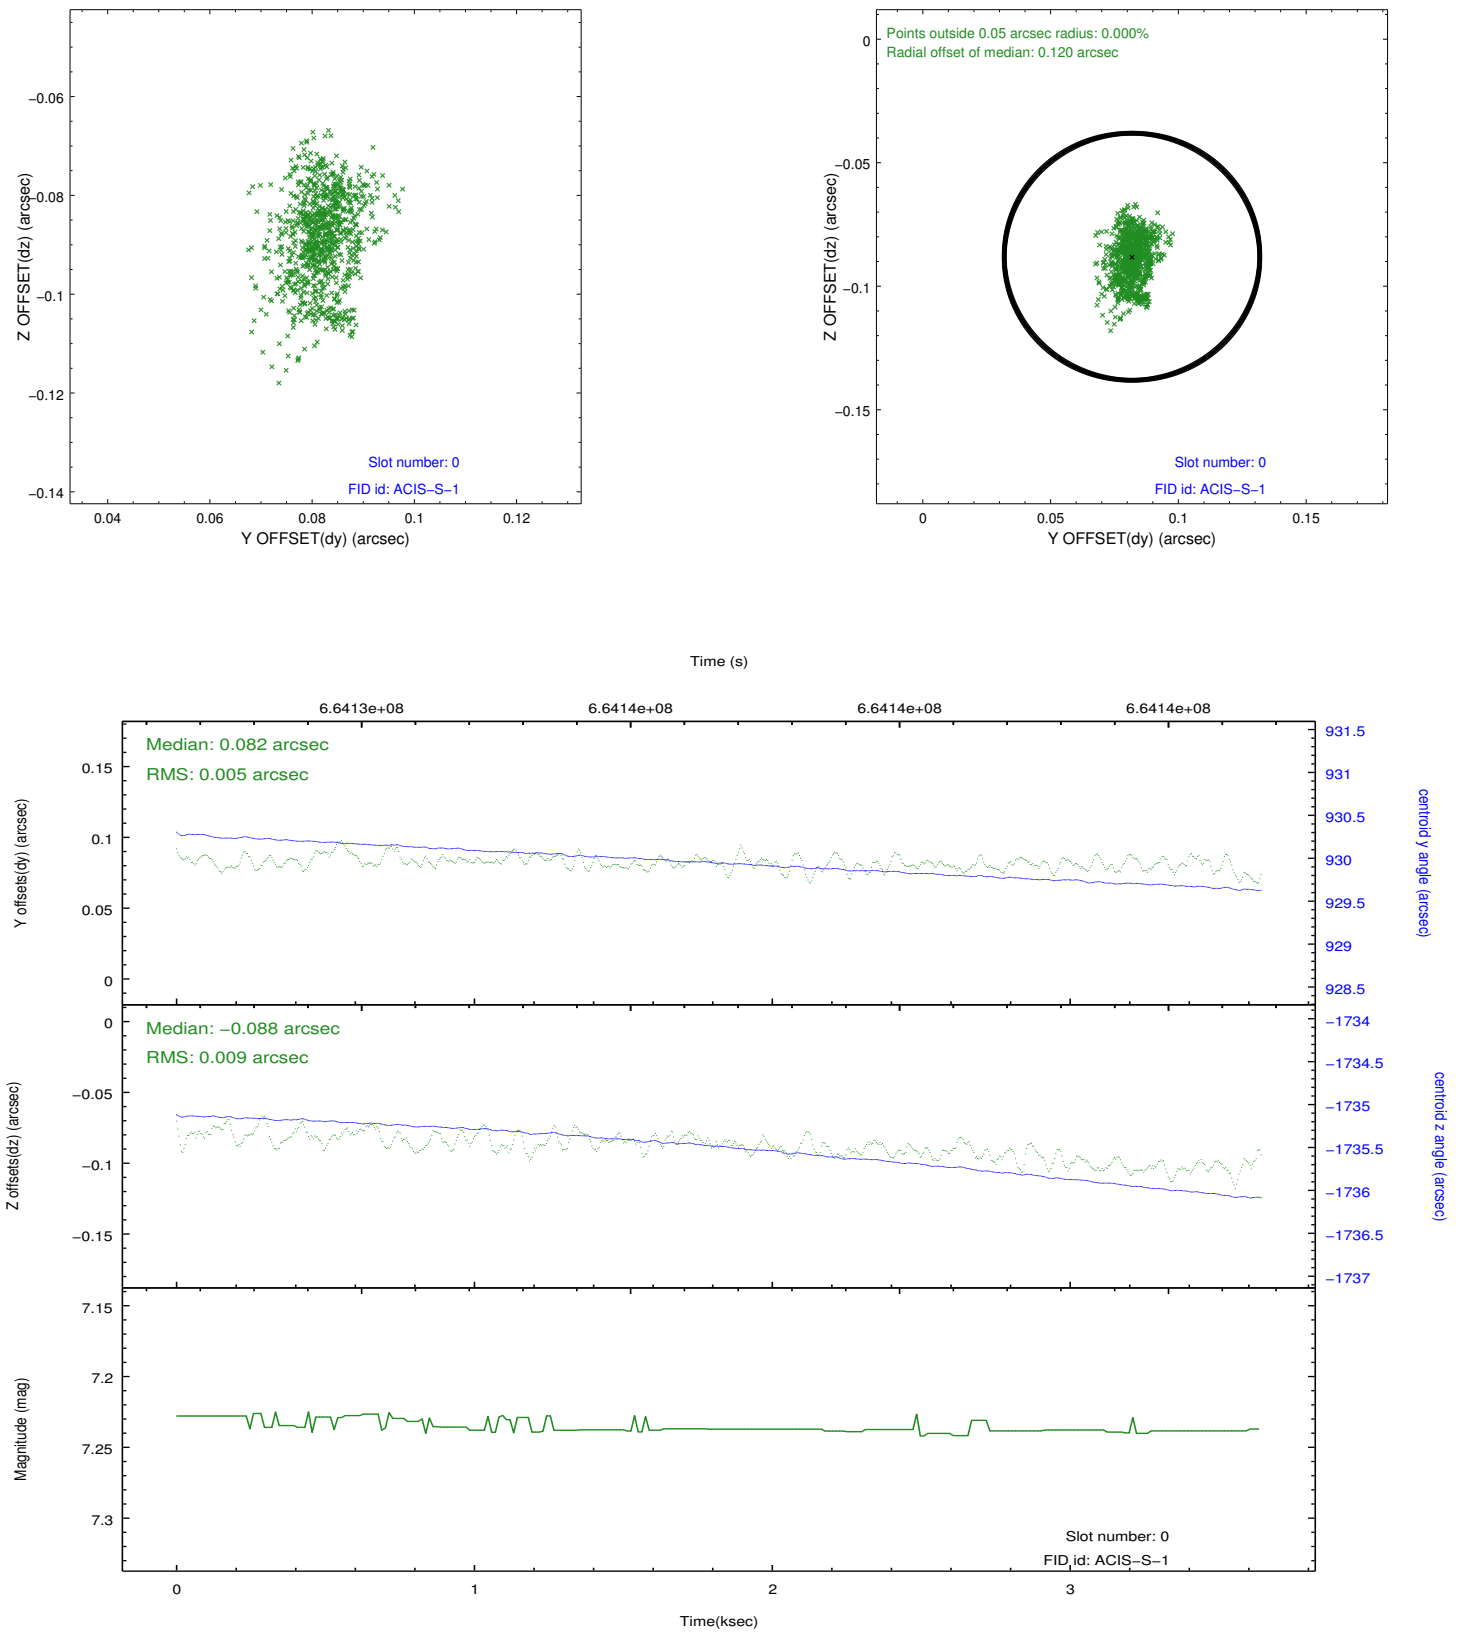 −0.06
−0.08
−0.1
−0.12
−0.14
Z OFFSET(dz) (arcsec)
Slot number: 0
FID id: ACIS−S−1
0.04 0.06 0.08 0.1 0.12
Y OFFSET(dy) (arcsec)
Points outside 0.05 arcsec radius: 0.000%
Radial offset of median: 0.120 arcsec
0
−0.05
−0.1
−0.15
Z OFFSET(dz) (arcsec)
Slot number: 0
FID id: ACIS−S−1
0 0.05 0.1 0.15
Y OFFSET(dy) (arcsec)
Time (s)
6.6413e+08 6.6414e+08 6.6414e+08 6.6414e+08
Median: 0.082 arcsec
RMS: 0.005 arcsec
0.15
0.1
0.05
0
Y offsets(dy) (arcsec)
931.5
931
930.5
930
929.5
929
928.5
centroid y angle (arcsec)
Median: −0.088 arcsec
RMS: 0.009 arcsec
0
−0.05
−0.1
−0.15
Z offsets(dz) (arcsec)
−1734
−1734.5
−1735
−1735.5
−1736
−1736.5
−1737
centroid z angle (arcsec)
7.15
7.2
7.25
7.3
Magnitude (mag)
Slot number: 0
FID id: ACIS−S−1
0 1 2 3
Time(ksec)